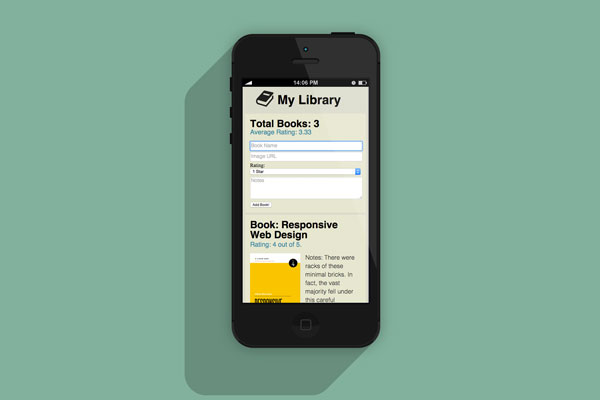 14:06 PM
My Library
Total Books: 3
Average Rating: 3.33
Book Name
Image URL
Rating:
1 Star
Notes
Add Book
Book: Responsive
Web Design
Rating: 4 out of 5.
Notes: There were
racks of these
minimal bricks. In
fact, the vast
majority fell under
this careful
RESPONSIVE